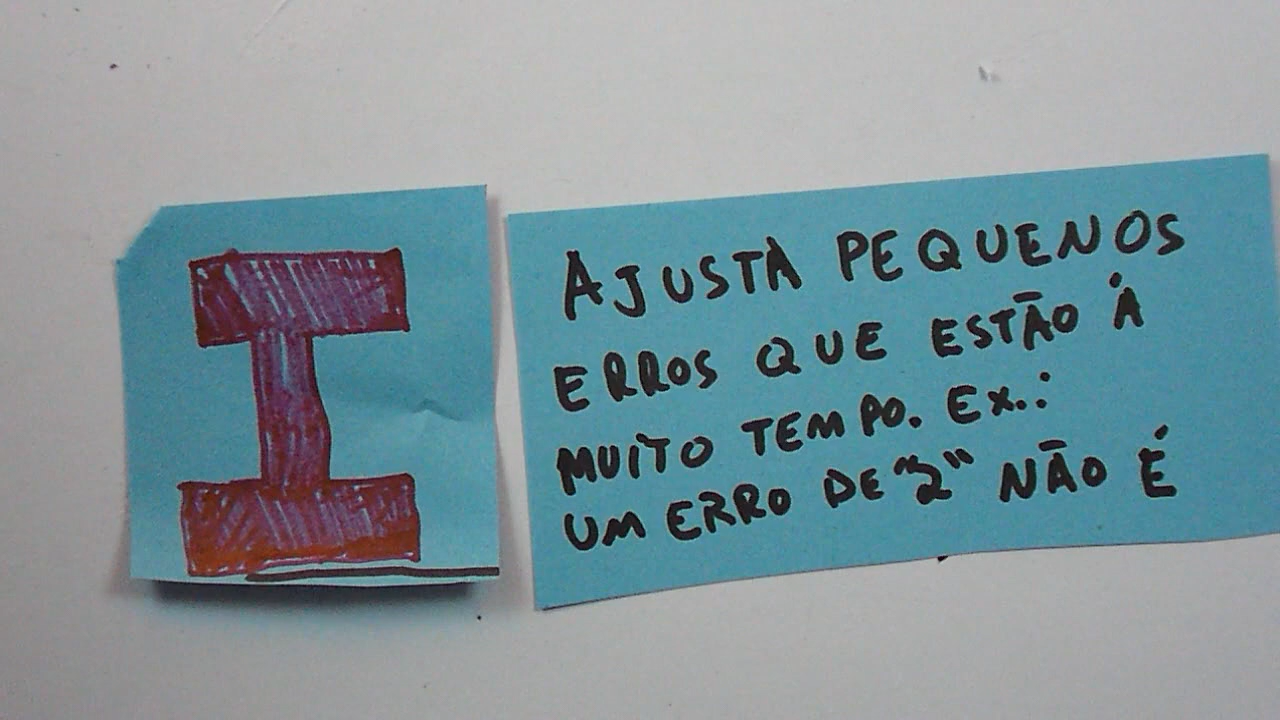 I
AJUSTA PEQUENOS
ERROS QUE ESTÃO Á
MUITO TEMPO. EX.:
UM ERRO DE "2" NÃO É